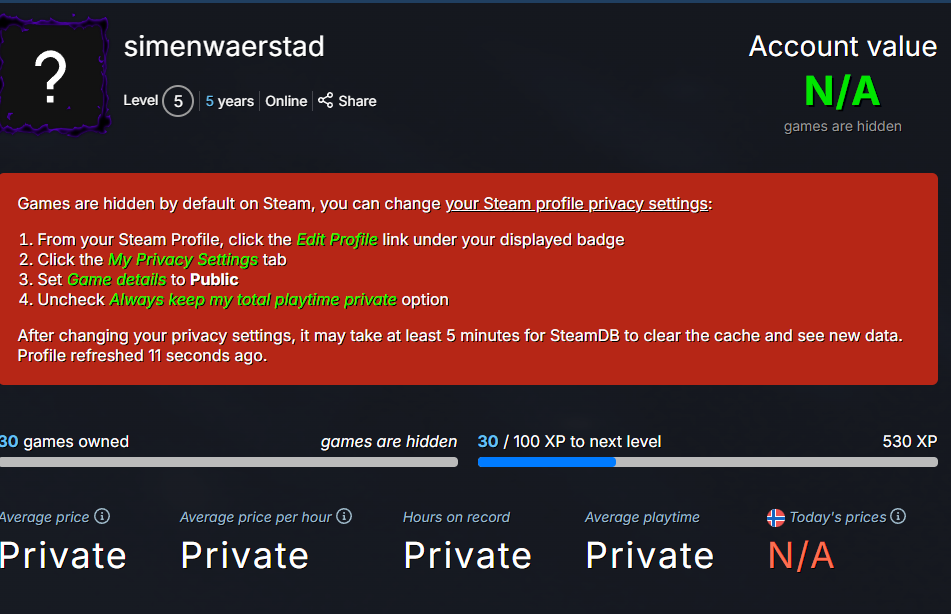 ?
simenwaerstad
Account value
Level 5 5 years Online Share
N/A
games are hidden
Games are hidden by default on Steam, you can change your Steam profile privacy settings:
1. From your Steam Profile, click the Edit Profile link under your displayed badge
2. Click the My Privacy Settings tab
3. Set Game details to Public
4. Uncheck Always keep my total playtime private option
After changing your privacy settings, it may take at least 5 minutes for SteamDB to clear the cache and see new data.
Profile refreshed 11 seconds ago.
30 games owned games are hidden
30 / 100 XP to next level 530 XP
Average price Average price per hour Hours on record Average playtime Today's prices
Private Private Private Private N/A